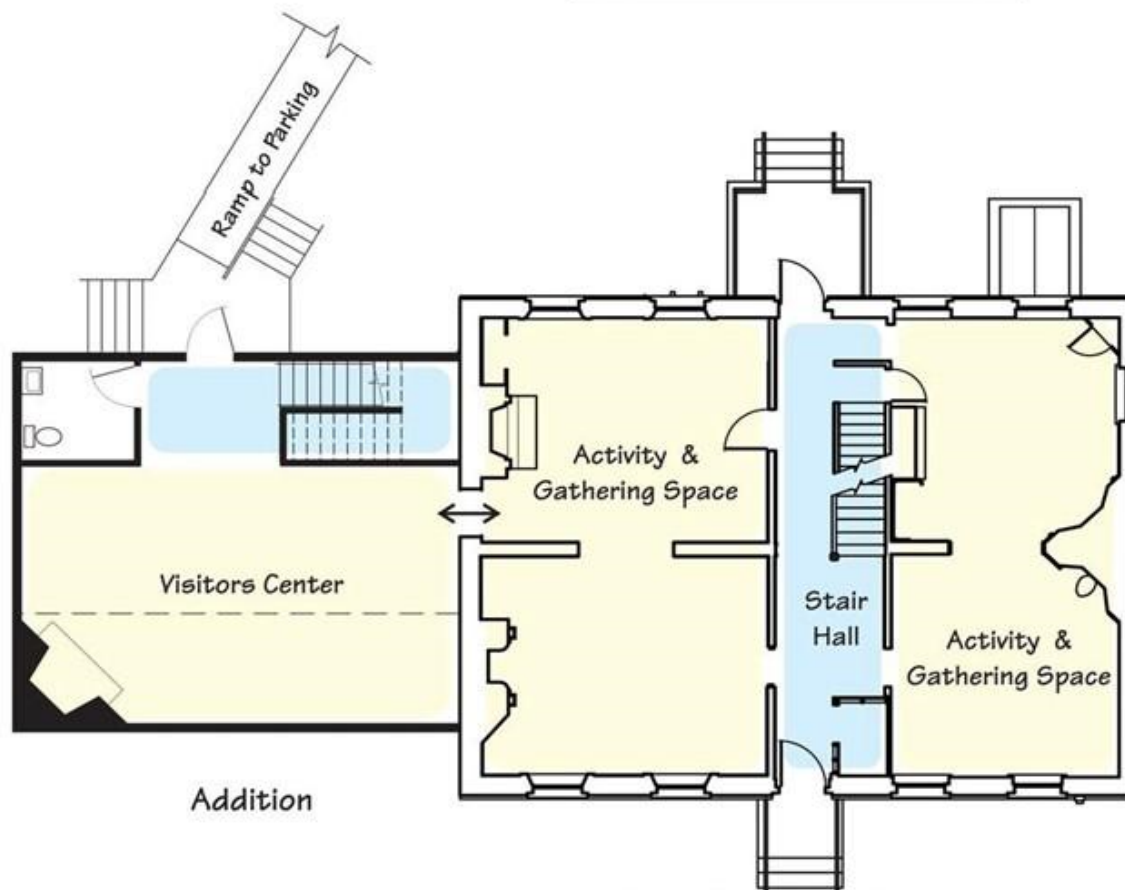 Ramp to Parking
Activity &
Gathering Space
Visitors Center
Stair
Hall
Activity &
Gathering Space
Addition